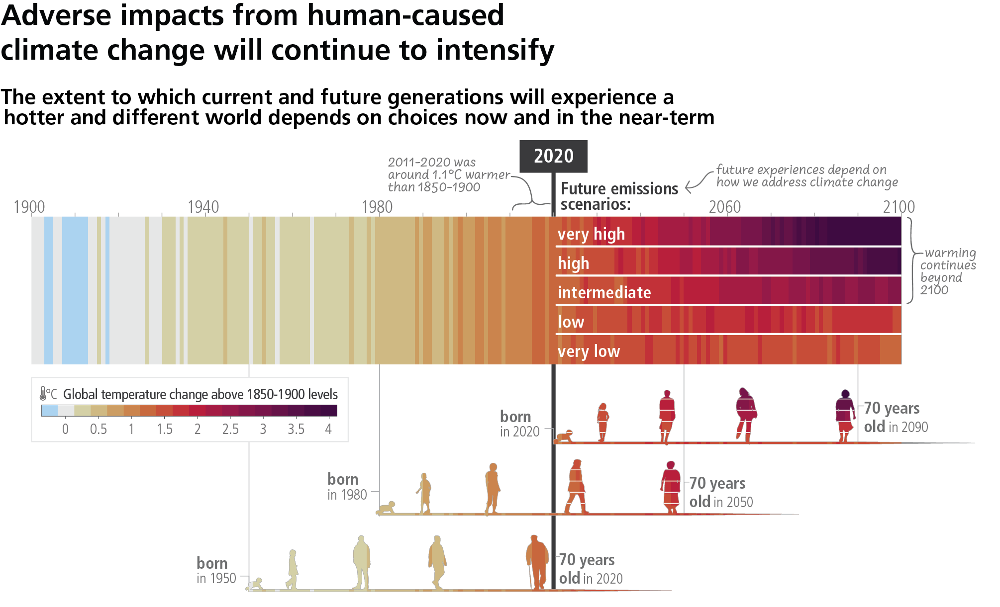 Adverse impacts from human-caused
climate change will continue to intensify
The extent to which current and future generations will experience a
hotter and different world depends on choices now and in the near-term
2020
2011-2020 was
around 1.1°C warmer
than 1850-1900
future experiences depend on
how we address climate change
Future emissions
scenarios:
1900
1940
1980
2060
2100
very high
high
intermediate
low
very low
warming
continues
beyond
2100
°C Global temperature change above 1850-1900 levels
0 0.5 1 1.5 2 2.5 3 3.5 4
born
in 2020
70 years
old in 2090
born
in 1980
70 years
old in 2050
born
in 1950
70 years
old in 2020